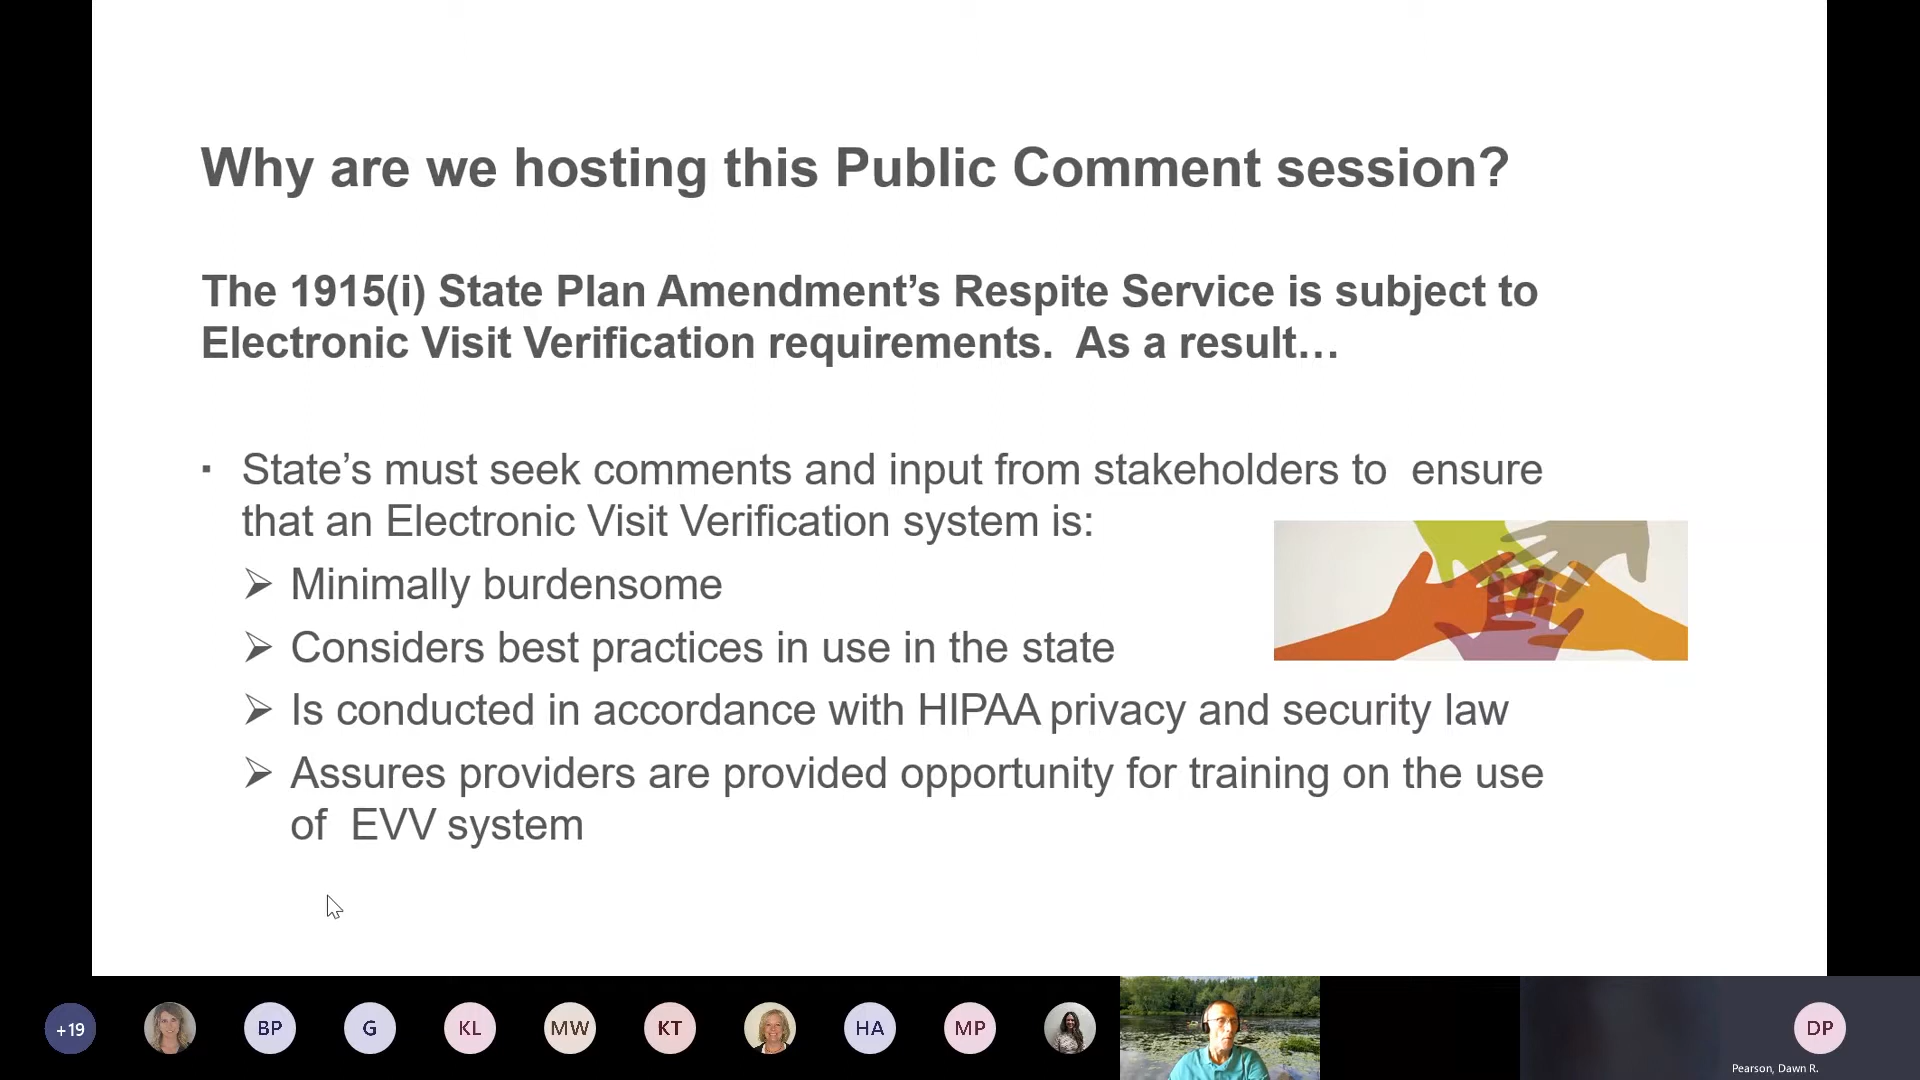 Why are we hosting this Public Comment session?
The 1915(i) State Plan Amendment’s Respite Service is subject to
Electronic Visit Verification requirements.  As a result…
▪ State’s must seek comments and input from stakeholders to  ensure
that an Electronic Visit Verification system is:
➢ Minimally burdensome
➢ Considers best practices in use in the state
➢ Is conducted in accordance with HIPAA privacy and security law
➢ Assures providers are provided opportunity for training on the use
of  EVV system
+19 BP G KL MW KT HA MP DP
Pearson, Dawn R.